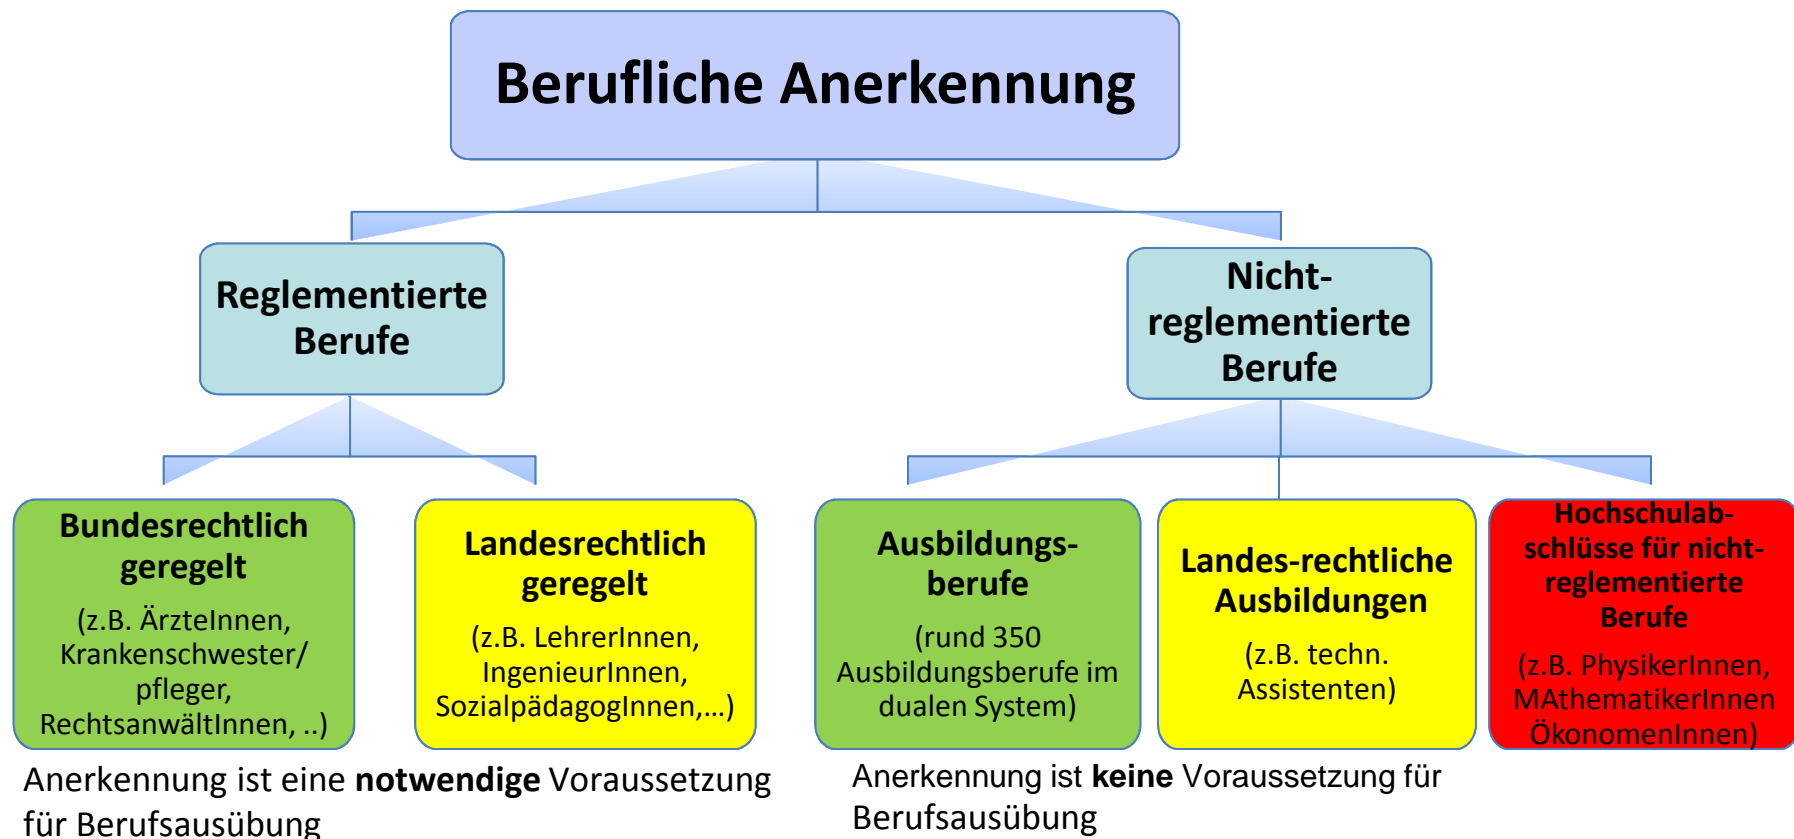 Berufliche Anerkennung
Reglementierte
Berufe
Nicht-
reglementierte
Berufe
Bundesrechtlich
geregelt
(z.B. ÄrzteInnen,
Krankenschwester/
pfleger,
RechtsanwältInnen, ..)
Landesrechtlich
geregelt
(z.B. LehrerInnen,
IngenieurInnen,
SozialpädagogInnen,...)
Ausbildungs-
berufe
(rund 350
Ausbildungsberufe im
dualen System)
Landes-rechtliche
Ausbildungen
(z.B. techn.
Assistenten)
Hochschulab-
schlüsse für nicht-
reglementierte
Berufe
(z.B. PhysikerInnen,
MAthematikerInnen
ÖkonomenInnen)
Anerkennung ist eine notwendige Voraussetzung
für Berufsausübung
Anerkennung ist keine Voraussetzung für
Berufsausübung